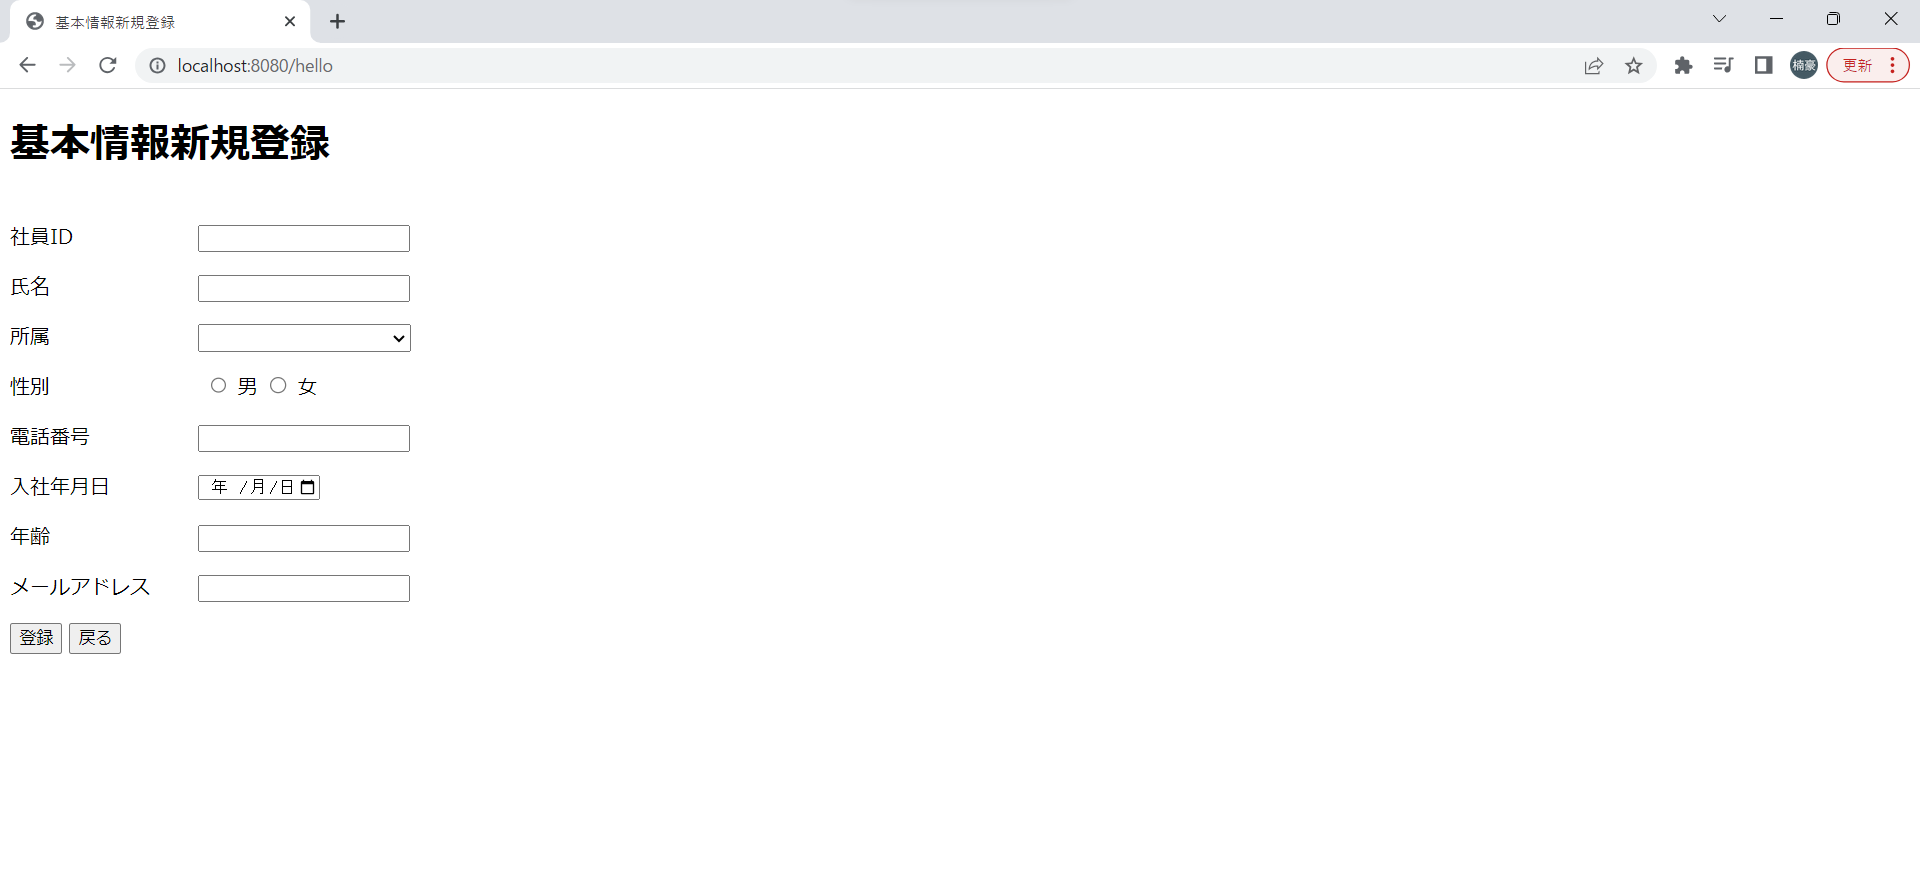 基本情報新規登録
localhost:8080/hello
楠豪
更新
基本情報新規登録
社員ID
氏名
所属
性別 男 女
電話番号
入社年月日 年 /月/日
年齢
メールアドレス
登録 戻る